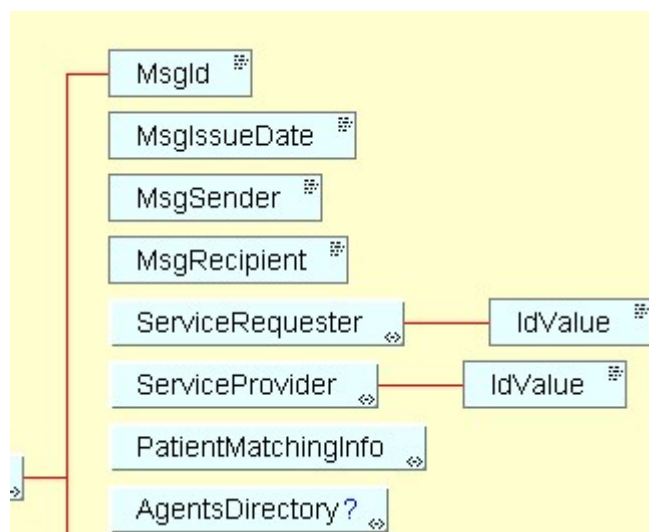 MsgId
MsgIssueDate
MsgSender
MsgRecipient
ServiceRequester IdValue
ServiceProvider IdValue
PatientMatchingInfo
AgentsDirectory?